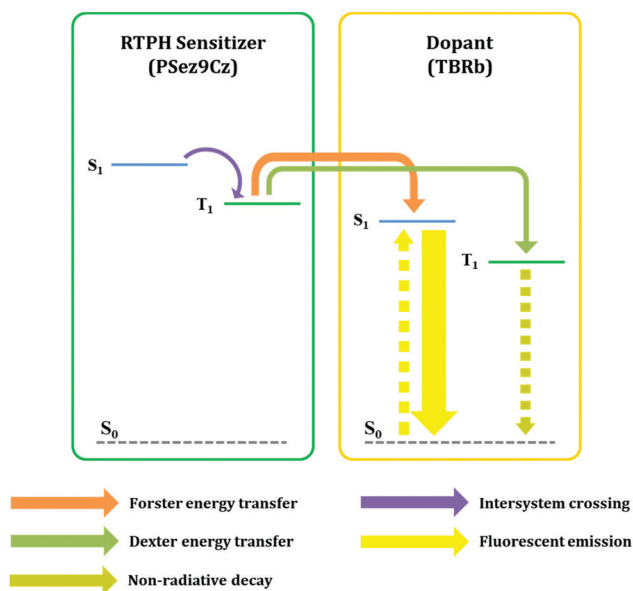 RTPH Sensitizer
(PSez9Cz)
Dopant
(TBRb)
S₁
T₁
S₁
T₁
S₀
S₀
Forster energy transfer
Intersystem crossing
Dexter energy transfer
Fluorescent emission
Non-radiative decay